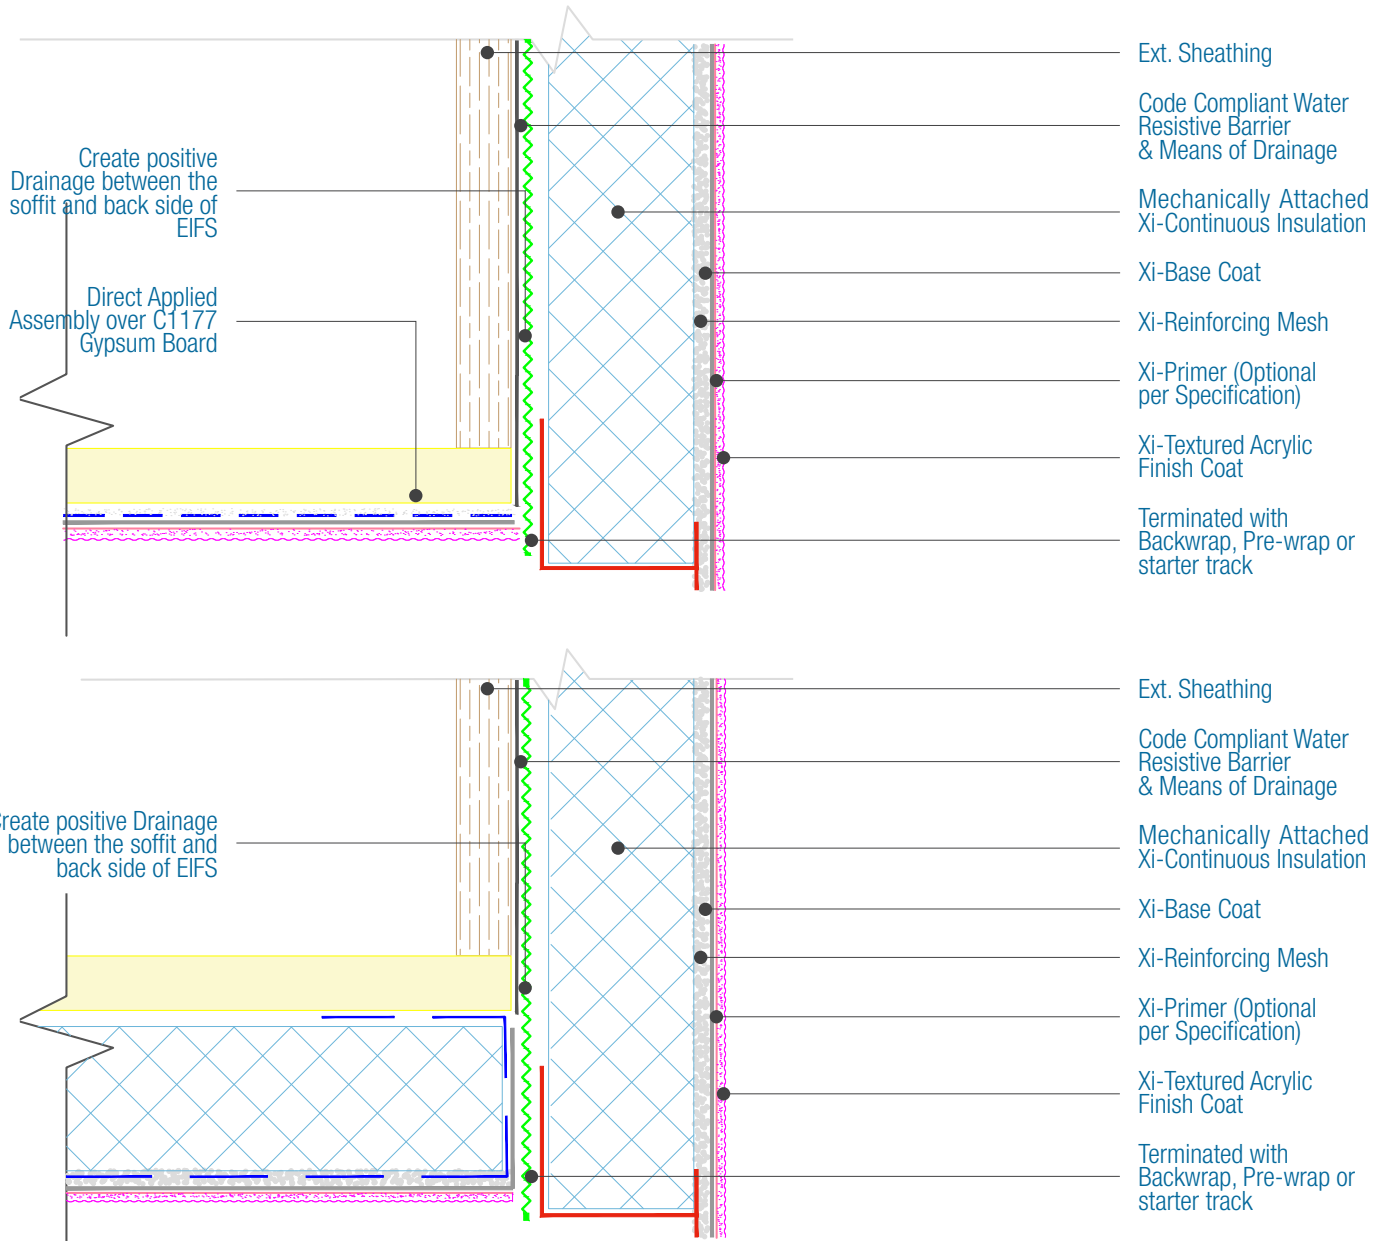 Ext. Sheathing
Code Compliant Water
Resistive Barrier
& Means of Drainage
Create positive
Drainage between the
soffit and back side of
EIFS
Mechanically Attached
Xi-Continuous Insulation
Xi-Base Coat
Direct Applied
Assembly over C1177
Gypsum Board
Xi-Reinforcing Mesh
Xi-Primer (Optional
per Specification)
Xi-Textured Acrylic
Finish Coat
Terminated with
Backwrap, Pre-wrap or
starter track
Ext. Sheathing
Code Compliant Water
Resistive Barrier
& Means of Drainage
Create positive Drainage
between the soffit and
back side of EIFS
Mechanically Attached
Xi-Continuous Insulation
Xi-Base Coat
Xi-Reinforcing Mesh
Xi-Primer (Optional
per Specification)
Xi-Textured Acrylic
Finish Coat
Terminated with
Backwrap, Pre-wrap or
starter track